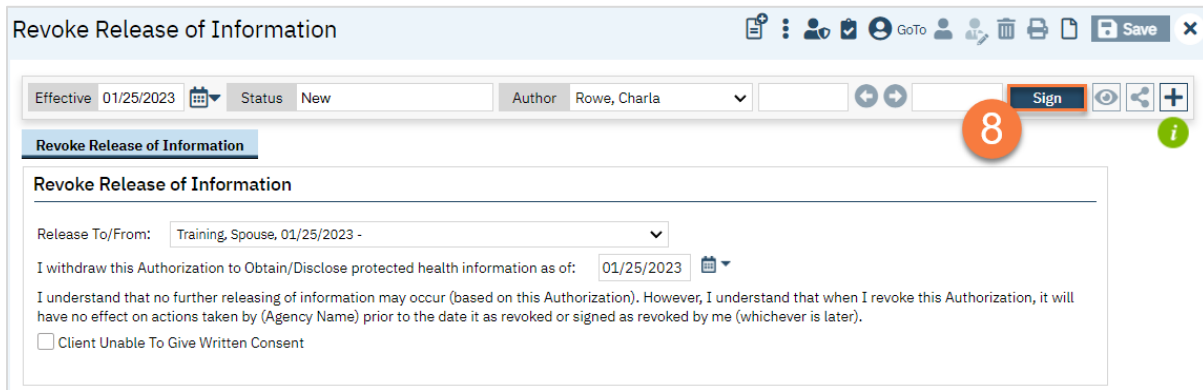 Revoke Release of Information GoTo Save
Effective 01/25/2023 Status New Author Rowe, Charla Sign
8
i
Revoke Release of Information
Revoke Release of Information
Release To/From: Training, Spouse, 01/25/2023 -
I withdraw this Authorization to Obtain/Disclose protected health information as of: 01/25/2023
I understand that no further releasing of information may occur (based on this Authorization). However, I understand that when I revoke this Authorization, it will
have no effect on actions taken by (Agency Name) prior to the date it as revoked or signed as revoked by me (whichever is later).
Client Unable To Give Written Consent